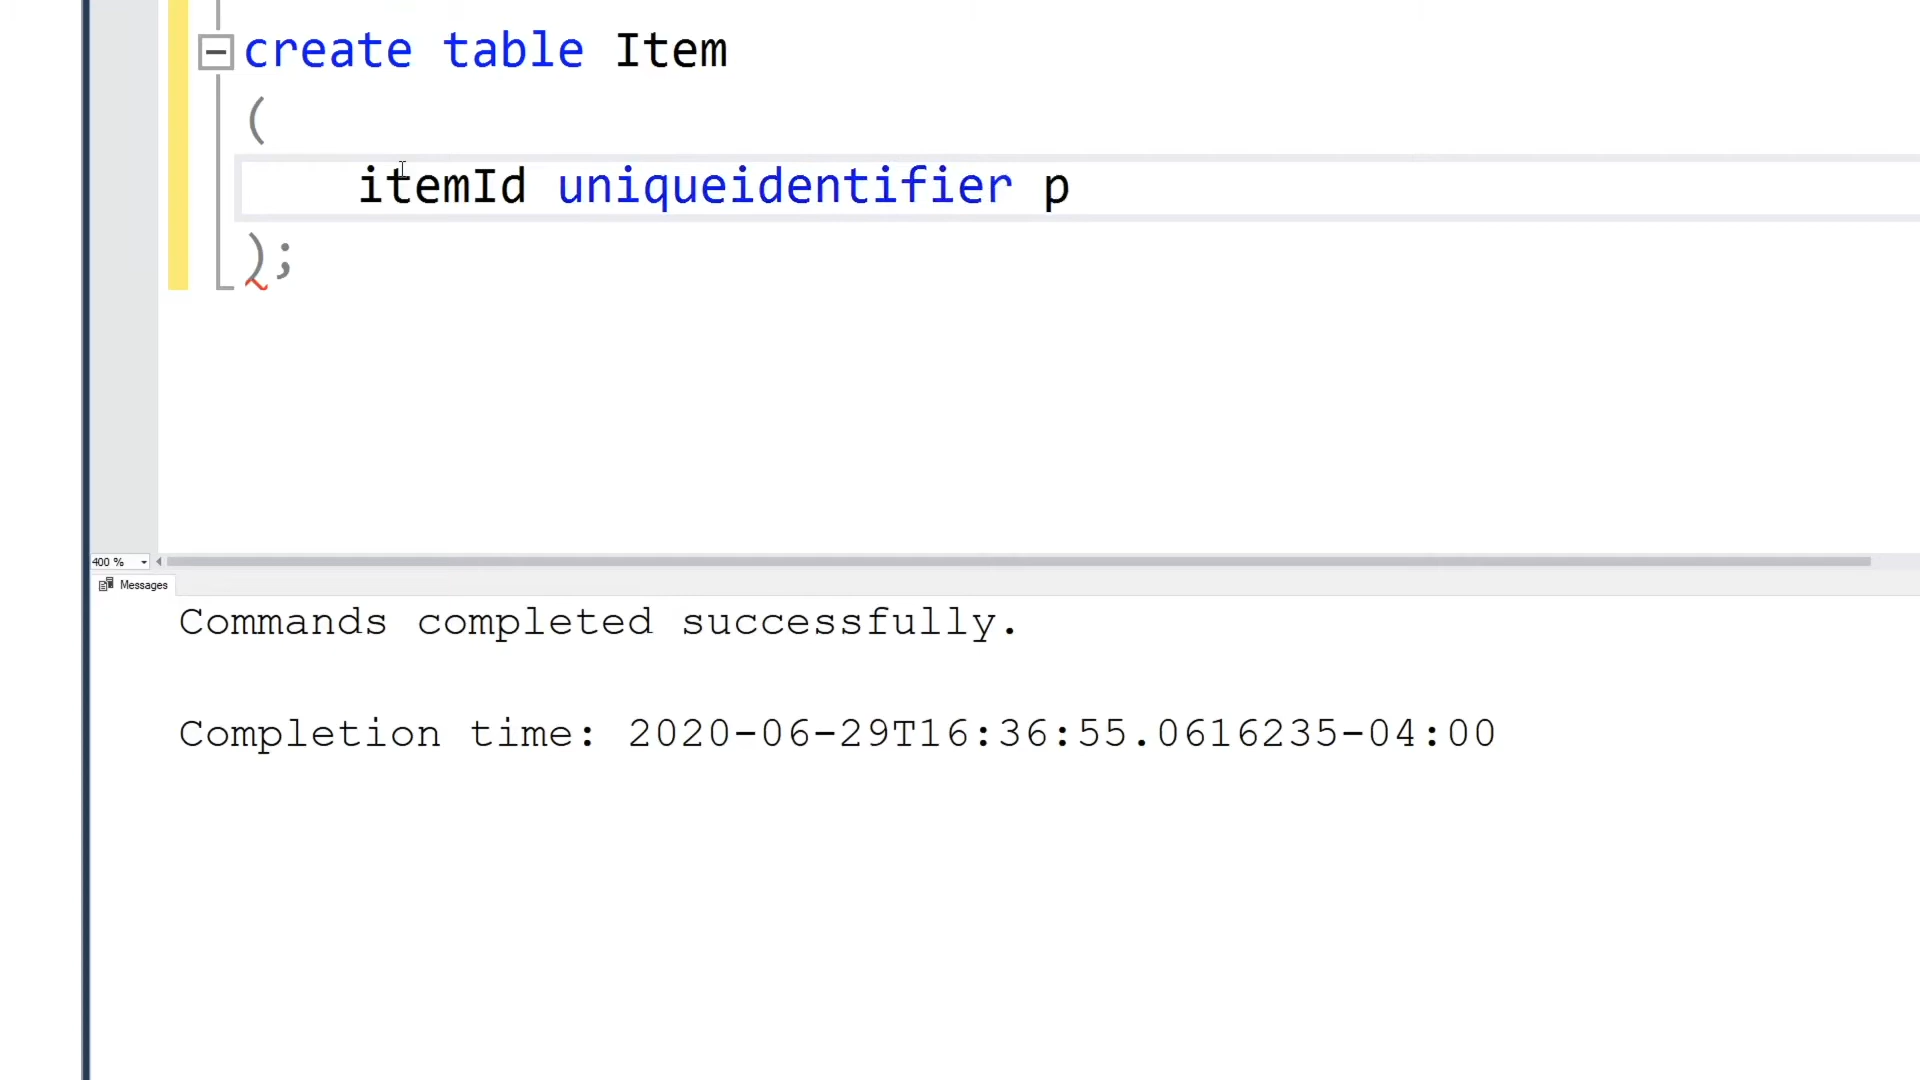 create table Item
(
itemId uniqueidentifier p
);
400 %
Messages
Commands completed successfully.
Completion time: 2020-06-29T16:36:55.0616235-04:00